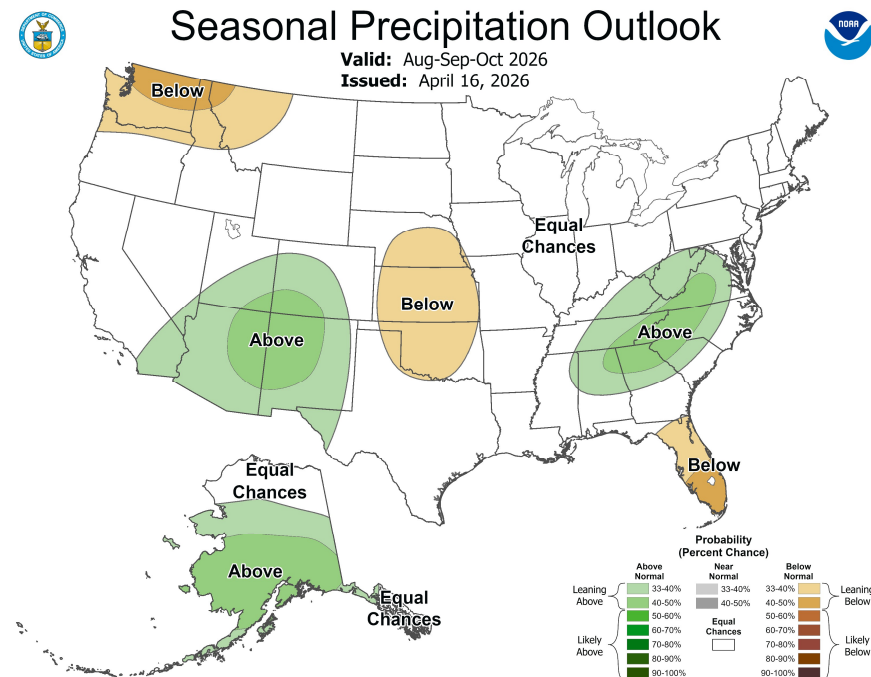 Seasonal Precipitation Outlook
Valid: Aug-Sep-Oct 2026
Issued: April 16, 2026
NOAA
Below
Equal
Chances
Below
Above
Above
Below
Equal
Chances
Above
Equal
Chances
Probability
(Percent Chance)
Above
Normal
Near
Normal
Below
Normal
Leaning
Above
33-40%
40-50%
33-40%
40-50%
33-40%
40-50%
Leaning
Below
Likely
Above
50-60%
60-70%
70-80%
80-90%
90-100%
Equal
Chances
50-60%
60-70%
70-80%
80-90%
90-100%
Likely
Below